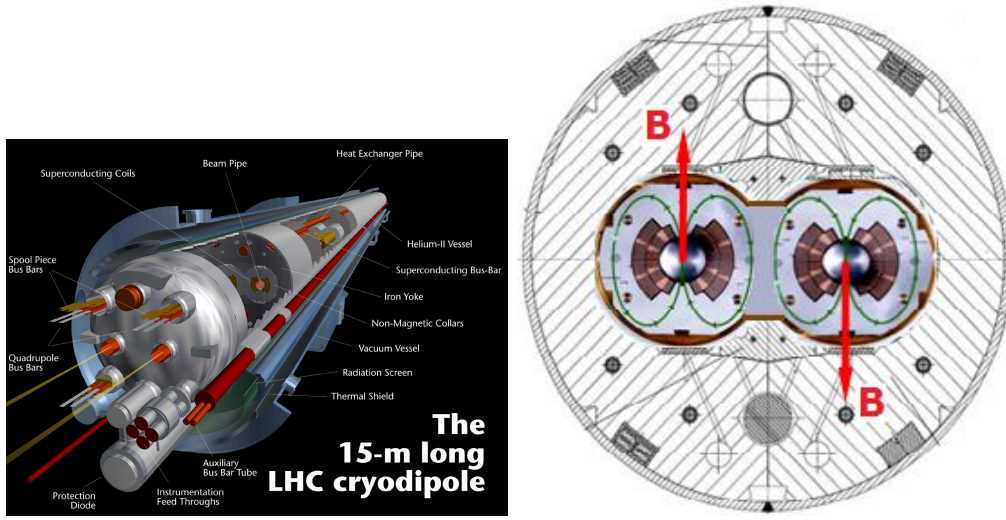 Superconducting Coils
Beam Pipe
Heat Exchanger Pipe
Helium-II Vessel
Spool Piece
Bus Bars
Superconducting Bus-Bar
Iron Yoke
Non-Magnetic Collars
Quadrupole
Bus Bars
Vacuum Vessel
Radiation Screen
Thermal Shield
The
15-m long
LHC cryodipole
Auxiliary
Bus Bar Tube
Protection
Diode
Instrumentation
Feed Throughs
B
B